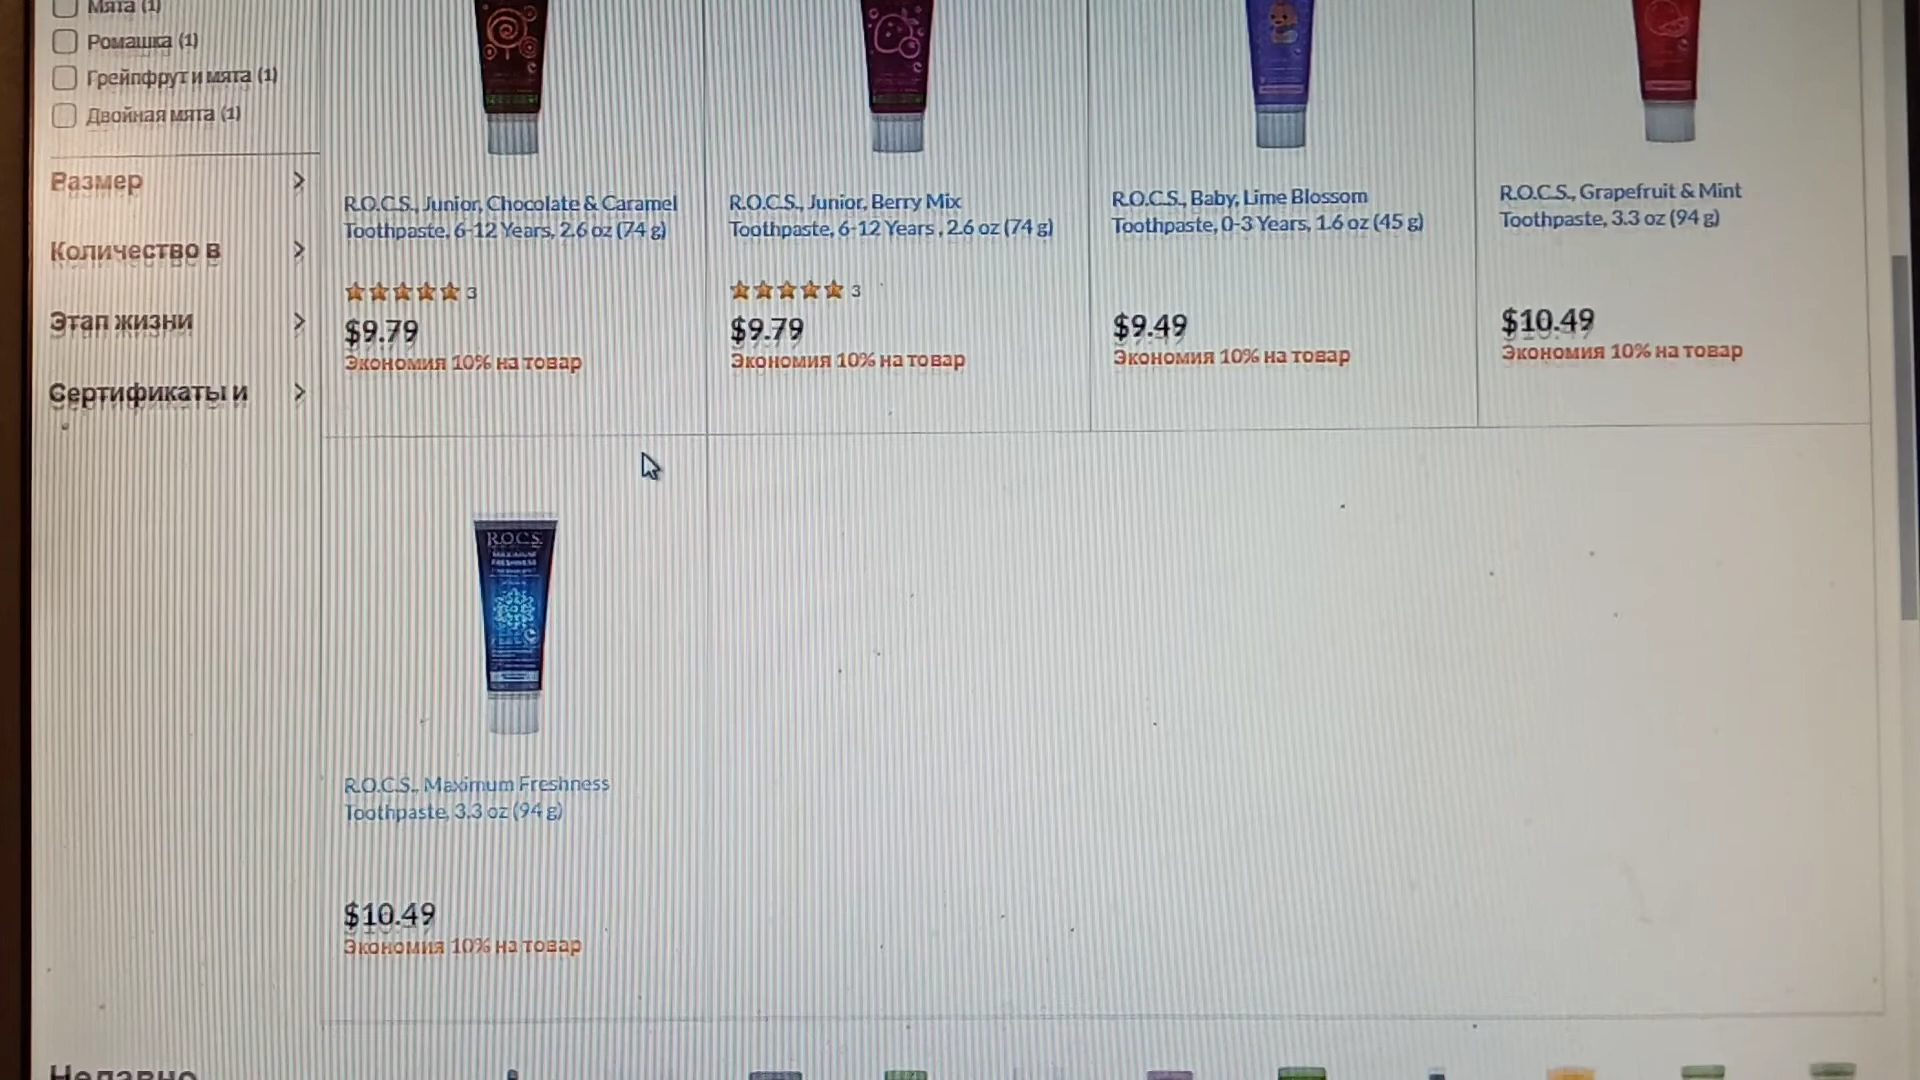 Мята (1)
Ромашка (1)
Грейпфрут и мята (1)
Двойная мята (1)
Размер
Количество в
Этап жизни
Сертификаты и
R.O.C.S., Junior, Chocolate & Caramel
Toothpaste, 6-12 Years, 2.6 oz (74 g)
3
$9.79
Экономия 10% на товар
R.O.C.S., Junior, Berry Mix
Toothpaste, 6-12 Years , 2.6 oz (74 g)
3
$9.79
Экономия 10% на товар
R.O.C.S., Baby, Lime Blossom
Toothpaste, 0-3 Years, 1.6 oz (45 g)
$9.49
Экономия 10% на товар
R.O.C.S., Grapefruit & Mint
Toothpaste, 3.3 oz (94 g)
$10.49
Экономия 10% на товар
R.O.C.S.
MAXIMUM
FRESHNESS
R.O.C.S., Maximum Freshness
Toothpaste, 3.3 oz (94 g)
$10.49
Экономия 10% на товар
Недавно